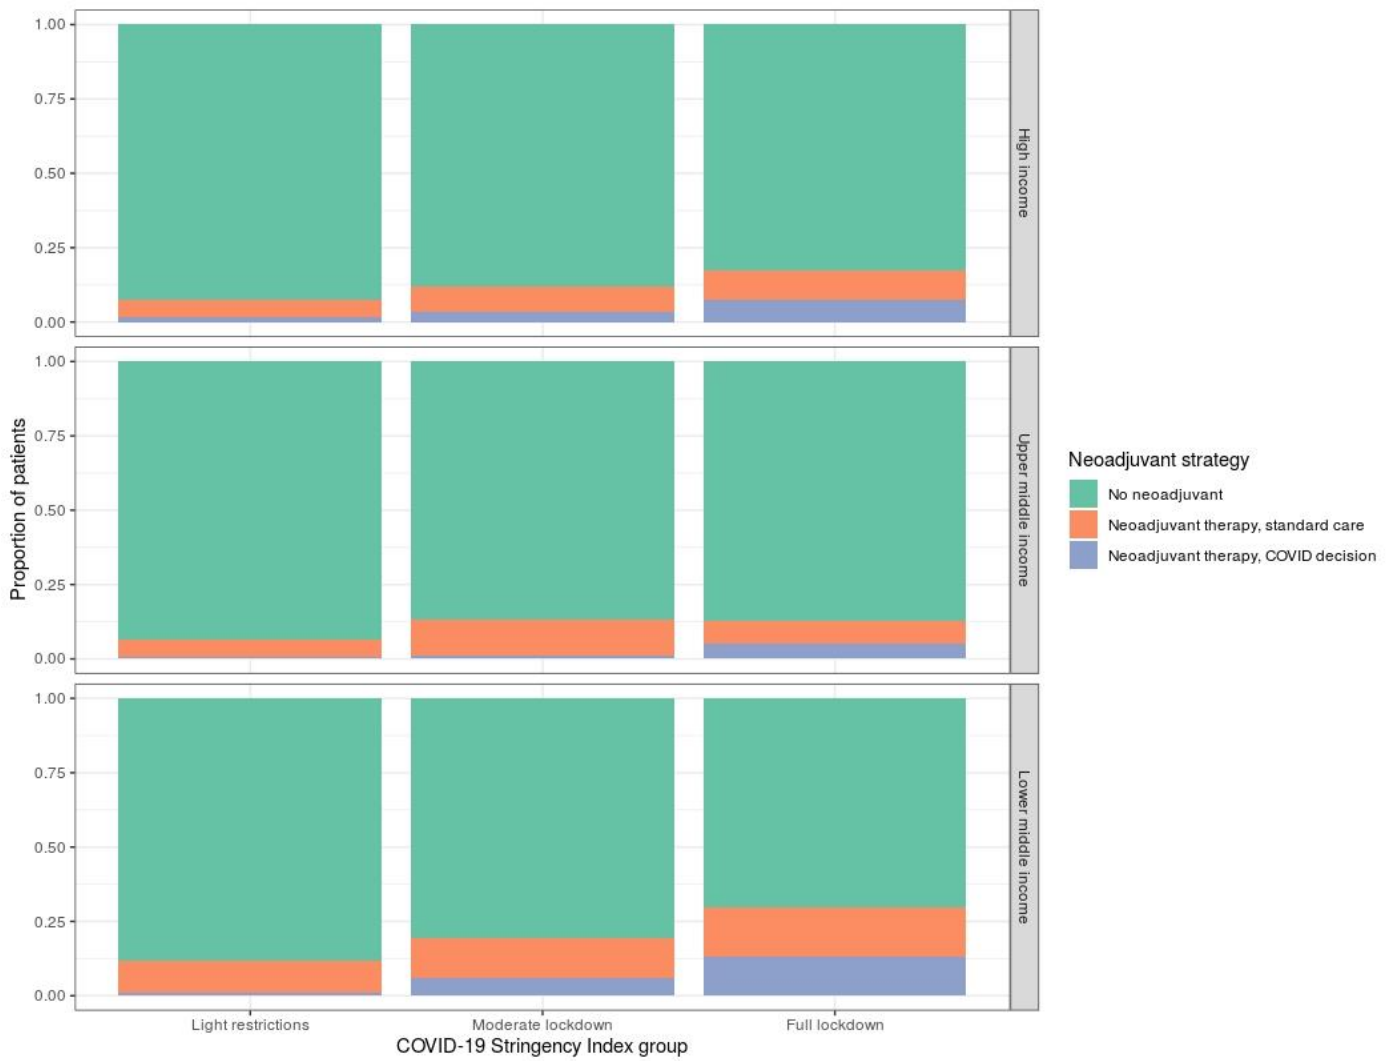 1.00
0.75
0.50
0.25
0.00
High income
1.00
0.75
0.50
0.25
0.00
Upper middle income
1.00
0.75
0.50
0.25
0.00
Lower middle income
Proportion of patients
Light restrictions
Moderate lockdown
Full lockdown
COVID-19 Stringency Index group
Neoadjuvant strategy
No neoadjuvant
Neoadjuvant therapy, standard care
Neoadjuvant therapy, COVID decision